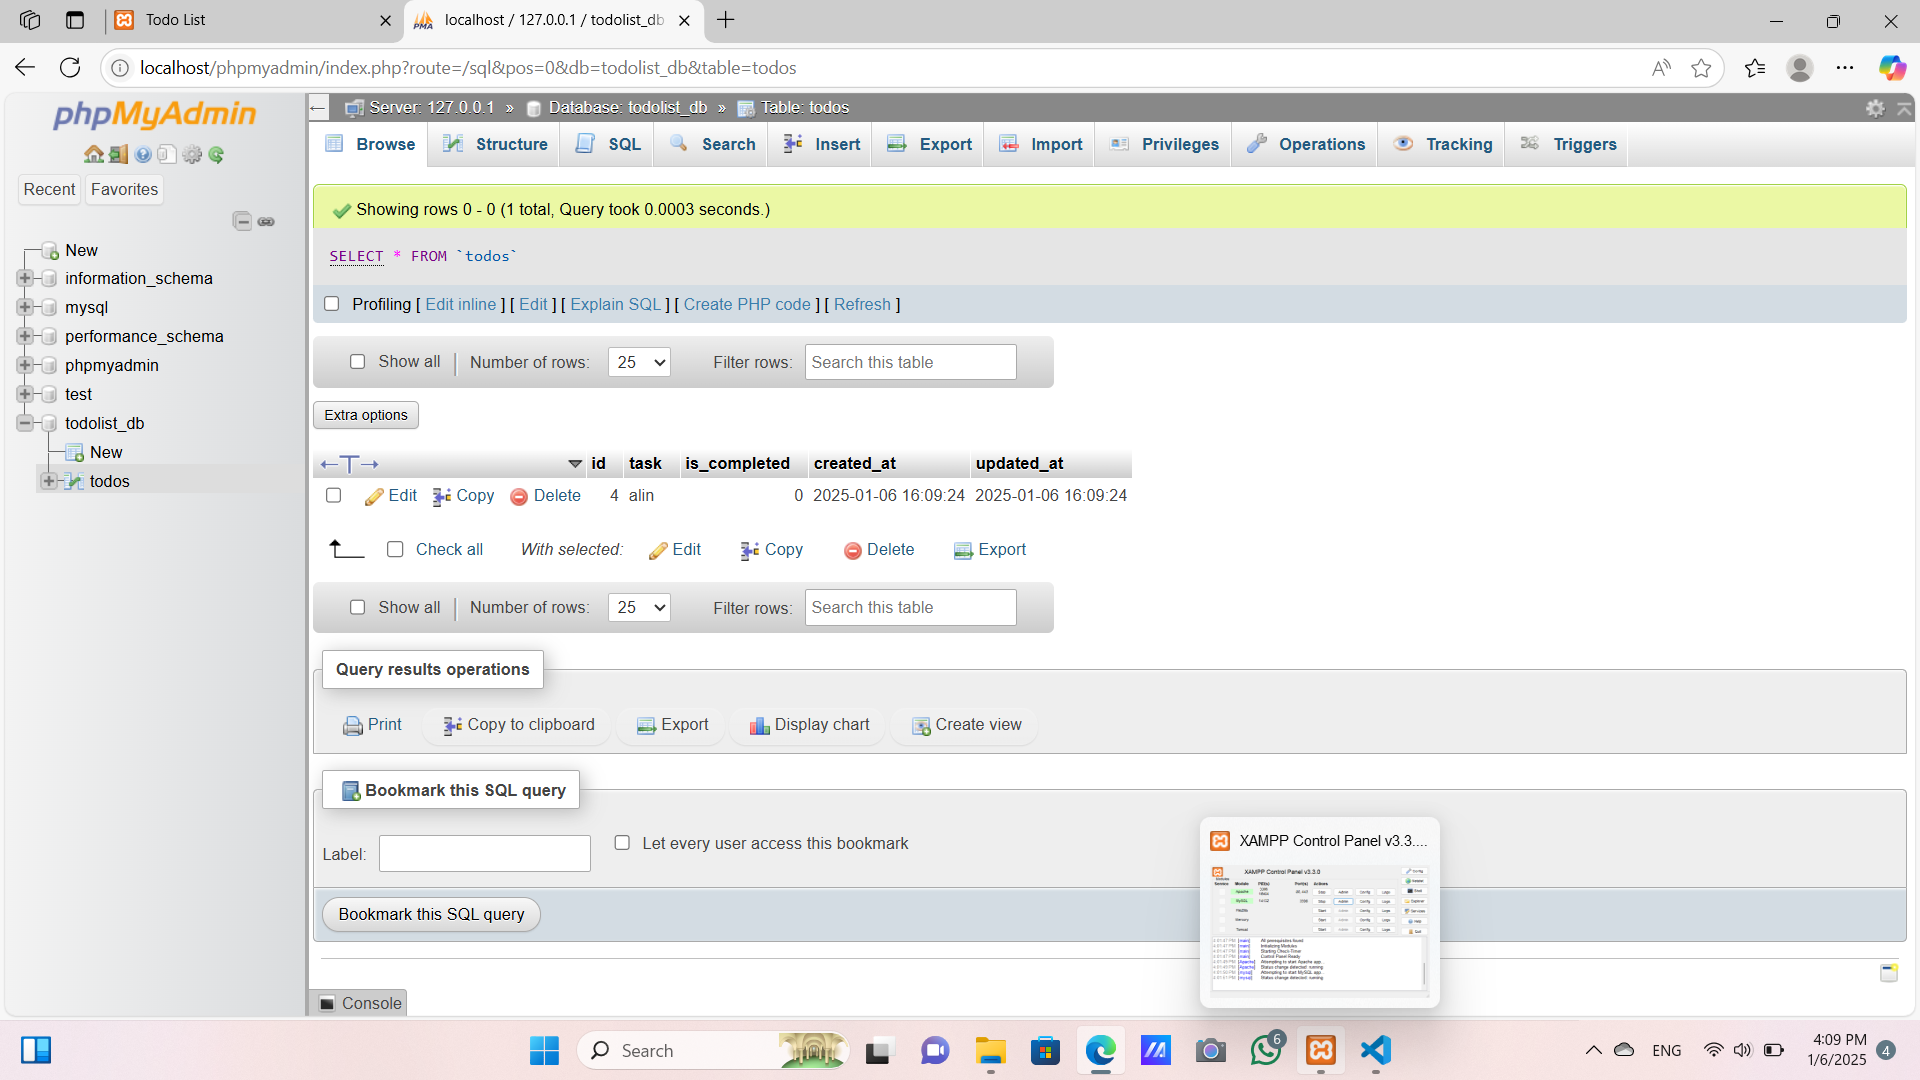 Todo List
localhost / 127.0.0.1 / todolist_db
localhost/phpmyadmin/index.php?route=/sql&pos=0&db=todolist_db&table=todos
phpMyAdmin
Recent Favorites
New
information_schema
mysql
performance_schema
phpmyadmin
test
todolist_db
New
todos
Server: 127.0.0.1 » Database: todolist_db » Table: todos
Browse Structure SQL Search Insert Export Import Privileges Operations Tracking Triggers
Showing rows 0 - 0 (1 total, Query took 0.0003 seconds.)
SELECT * FROM `todos`
Profiling [ Edit inline ] [ Edit ] [ Explain SQL ] [ Create PHP code ] [ Refresh ]
Show all Number of rows: 25 Filter rows: Search this table
Extra options
id task is_completed created_at updated_at
Edit Copy Delete 4 alin 0 2025-01-06 16:09:24 2025-01-06 16:09:24
Check all With selected: Edit Copy Delete Export
Show all Number of rows: 25 Filter rows: Search this table
Query results operations
Print Copy to clipboard Export Display chart Create view
Bookmark this SQL query
Label: Let every user access this bookmark
Bookmark this SQL query
Console
XAMPP Control Panel v3.3....
XAMPP Control Panel v3.3.0
Search
6
ENG
4:09 PM
1/6/2025
4